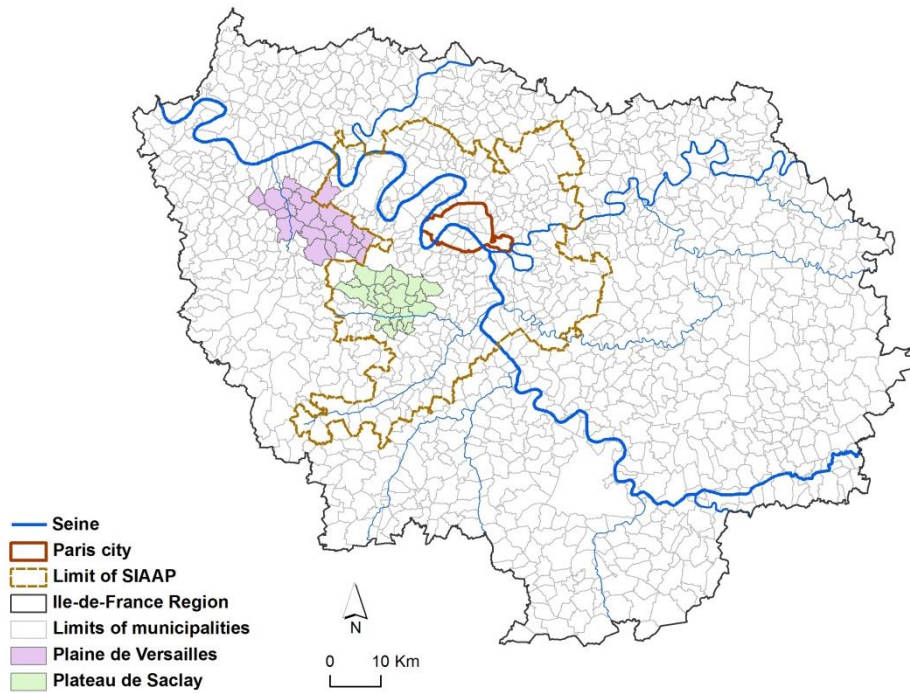 Seine
Paris city
Limit of SIAAP
Ile-de-France Region
Limits of municipalities
Plaine de Versailles
Plateau de Saclay
N
0 10 Km